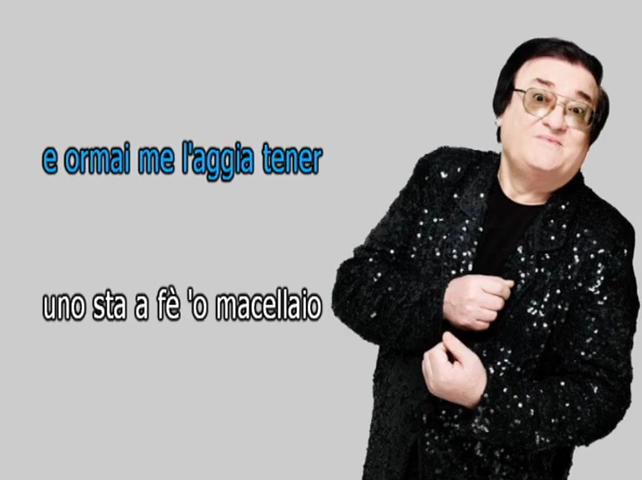 e ormai me l'aggia tener
uno sta a fè 'o macellaio